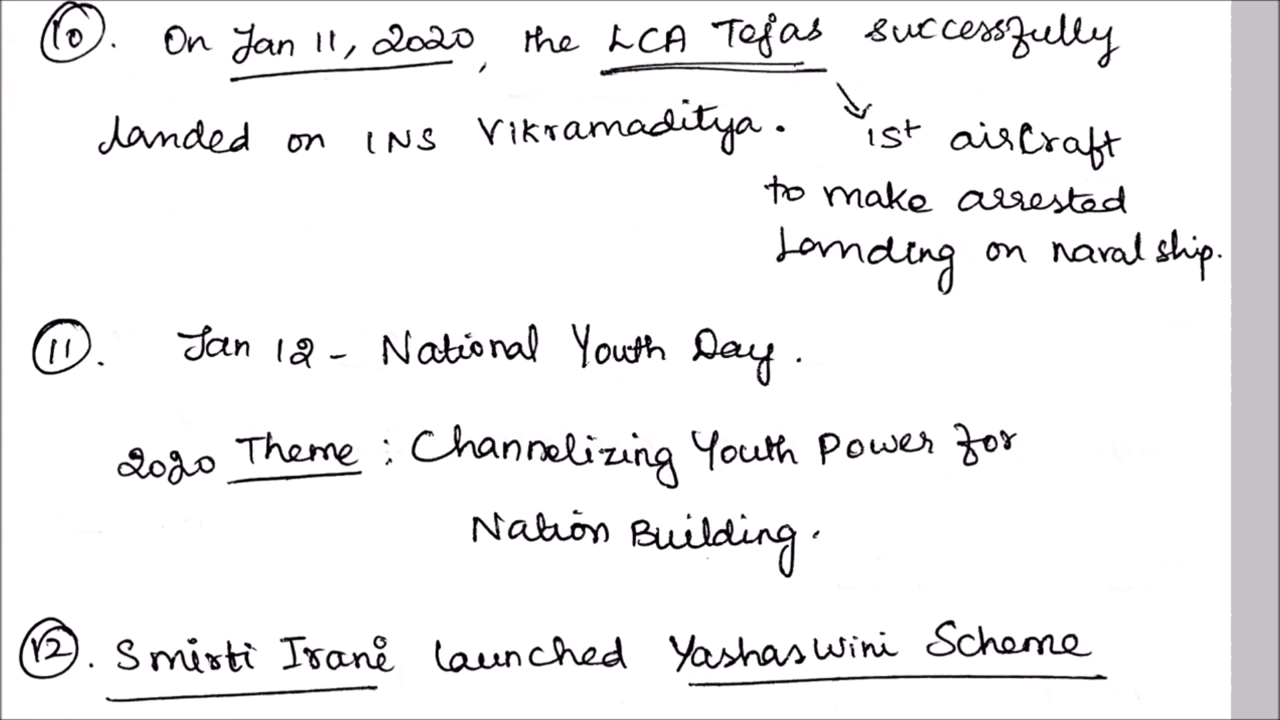 10. On Jan 11, 2020, the LCA Tejas successfully
landed on INS Vikramaditya. 1st aircraft
to make arrested
Landing on naval ship.
11. Jan 12 - National Youth Day.
2020 Theme : Channelizing Youth Power for
Nation Building.
12. Smirti Irani launched Yashaswini Scheme